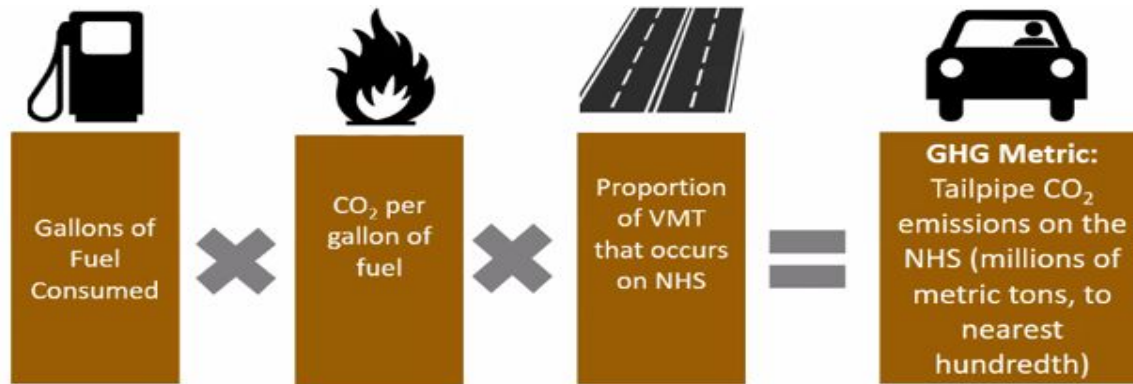 Gallons of
Fuel
Consumed
CO₂ per
gallon of
fuel
Proportion
of VMT
that occurs
on NHS
GHG Metric:
Tailpipe CO₂
emissions on the
NHS (millions of
metric tons, to
nearest
hundredth)